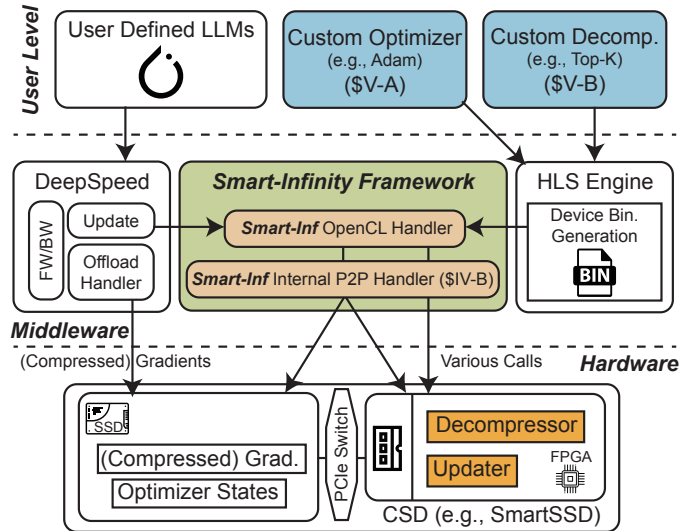 User Level
User Defined LLMs
Custom Optimizer
(e.g., Adam)
($V-A)
Custom Decomp.
(e.g., Top-K)
($V-B)
DeepSpeed
FW/BW
Update
Offload
Handler
Smart-Infinity Framework
Smart-Inf OpenCL Handler
Smart-Inf Internal P2P Handler ($IV-B)
HLS Engine
Device Bin.
Generation
BIN
Middleware
(Compressed) Gradients
Various Calls
Hardware
SSD
(Compressed) Grad.
Optimizer States
PCIe Switch
Decompressor
Updater
FPGA
CSD (e.g., SmartSSD)